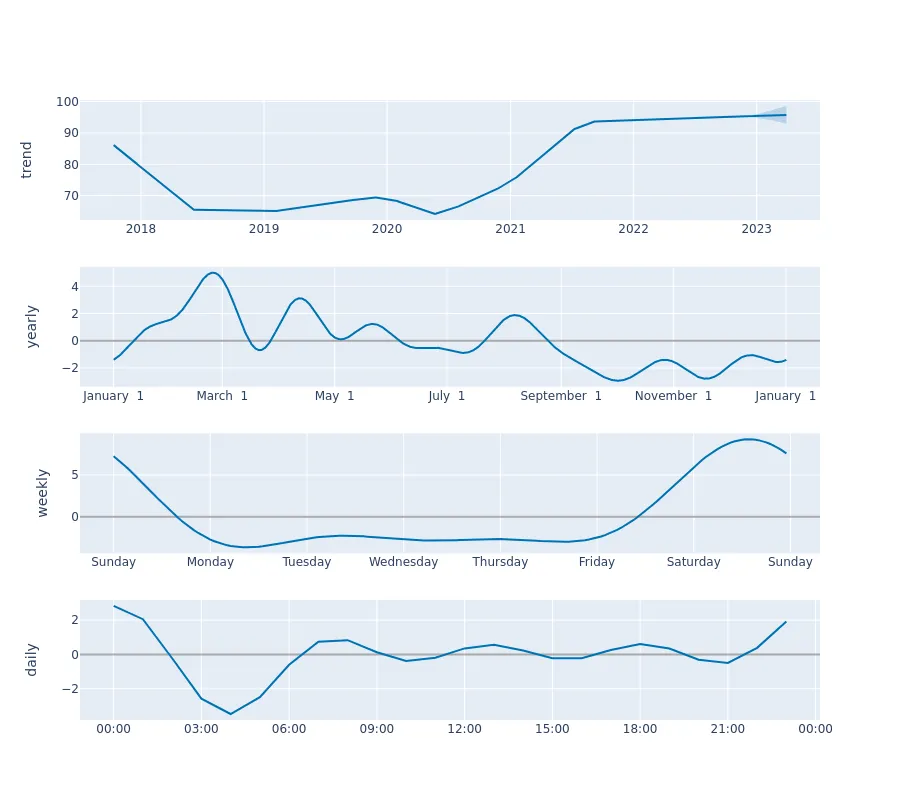 trend
100
90
80
70
2018 2019 2020 2021 2022 2023
yearly
4
2
0
−2
January 1 March 1 May 1 July 1 September 1 November 1 January 1
weekly
5
0
Sunday Monday Tuesday Wednesday Thursday Friday Saturday Sunday
daily
2
0
−2
00:00 03:00 06:00 09:00 12:00 15:00 18:00 21:00 00:00